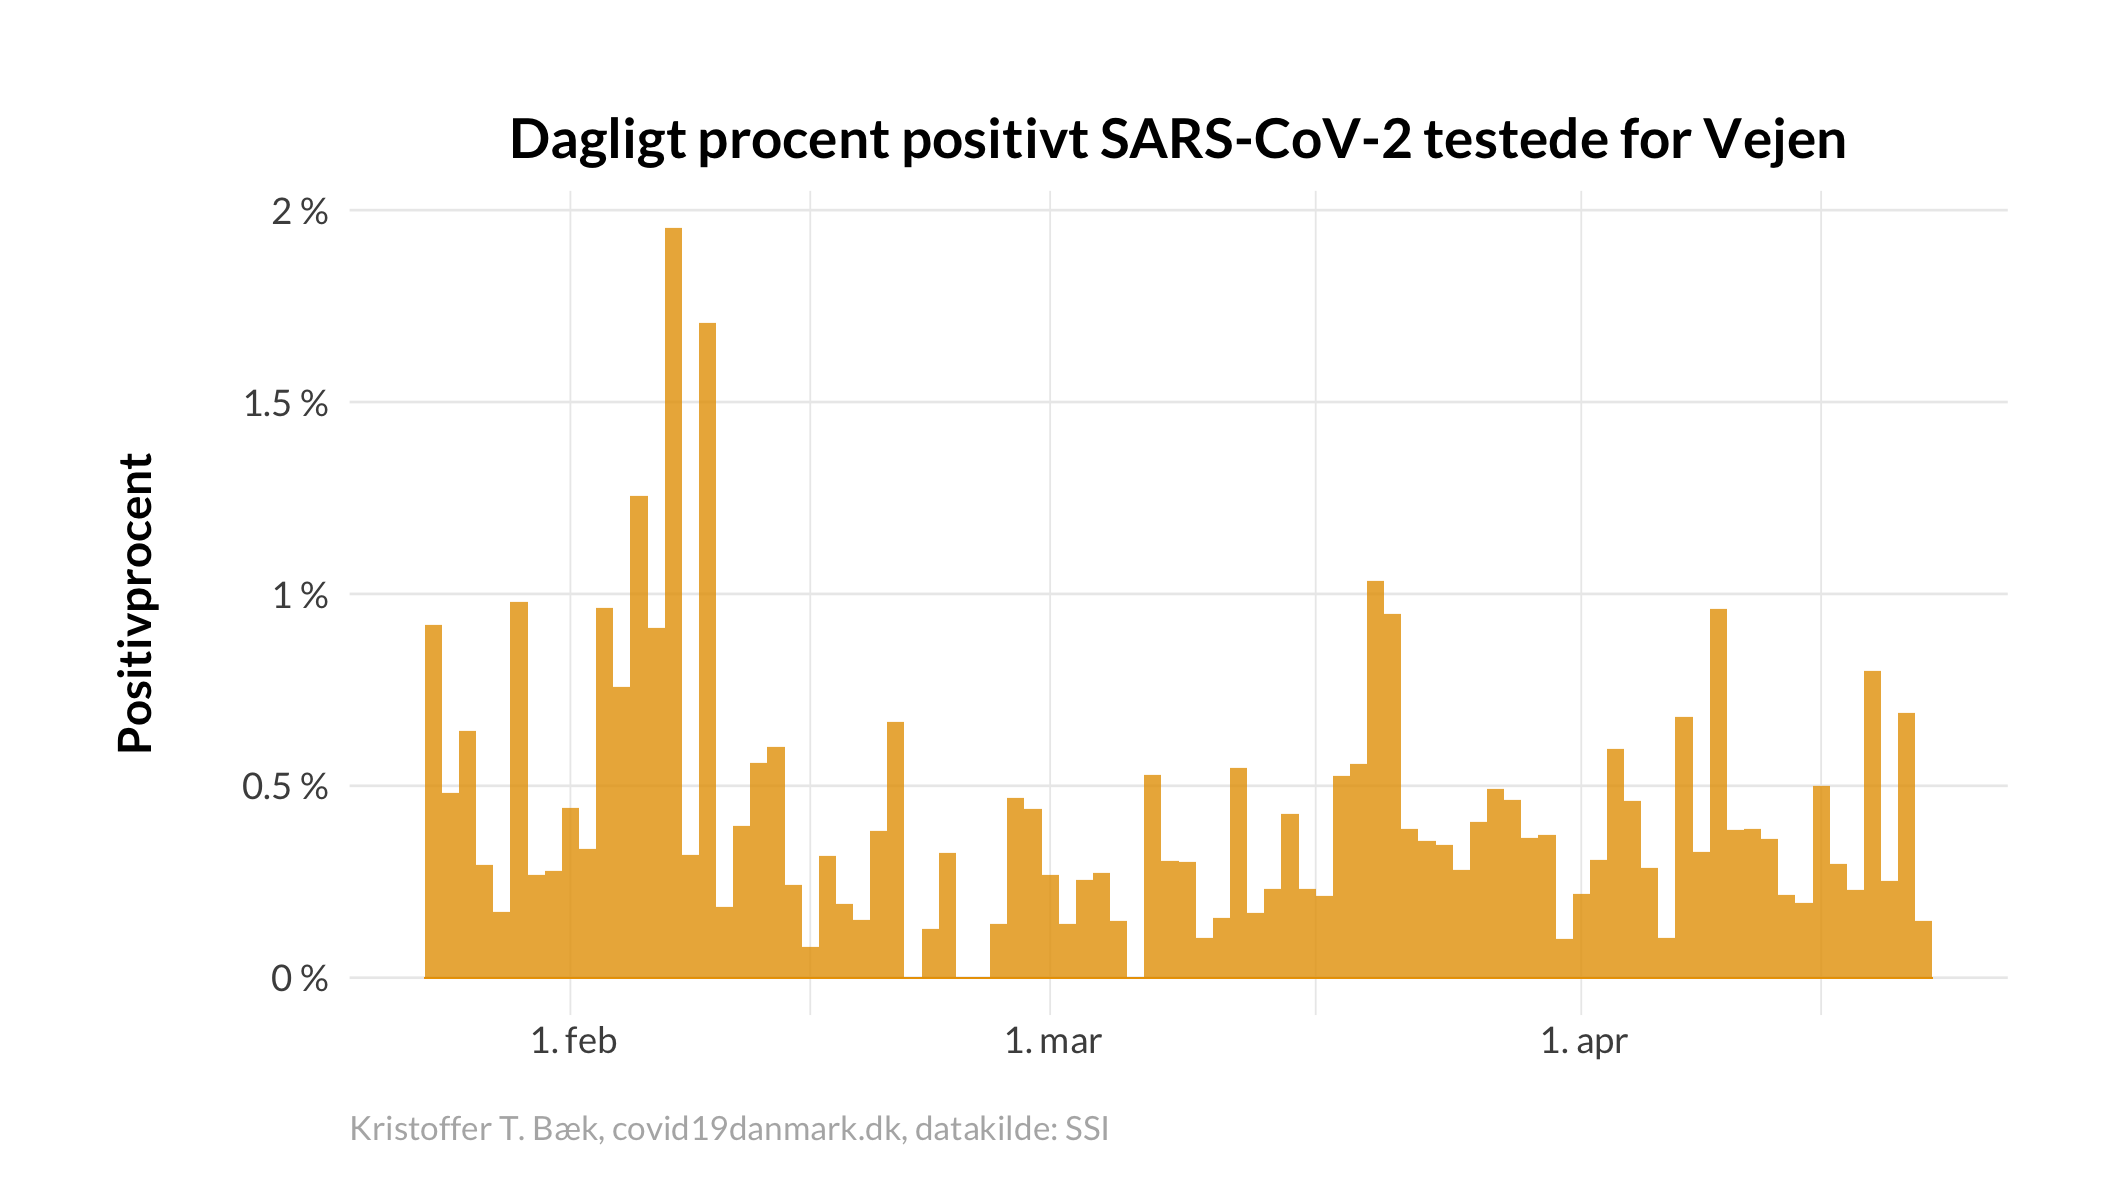 Dagligt procent positivt SARS-CoV-2 testede for Vejen
Positivprocent
2 %
1.5 %
1 %
0.5 %
0 %
1. feb
1. mar
1. apr
Kristoffer T. Bæk, covid19danmark.dk, datakilde: SSI